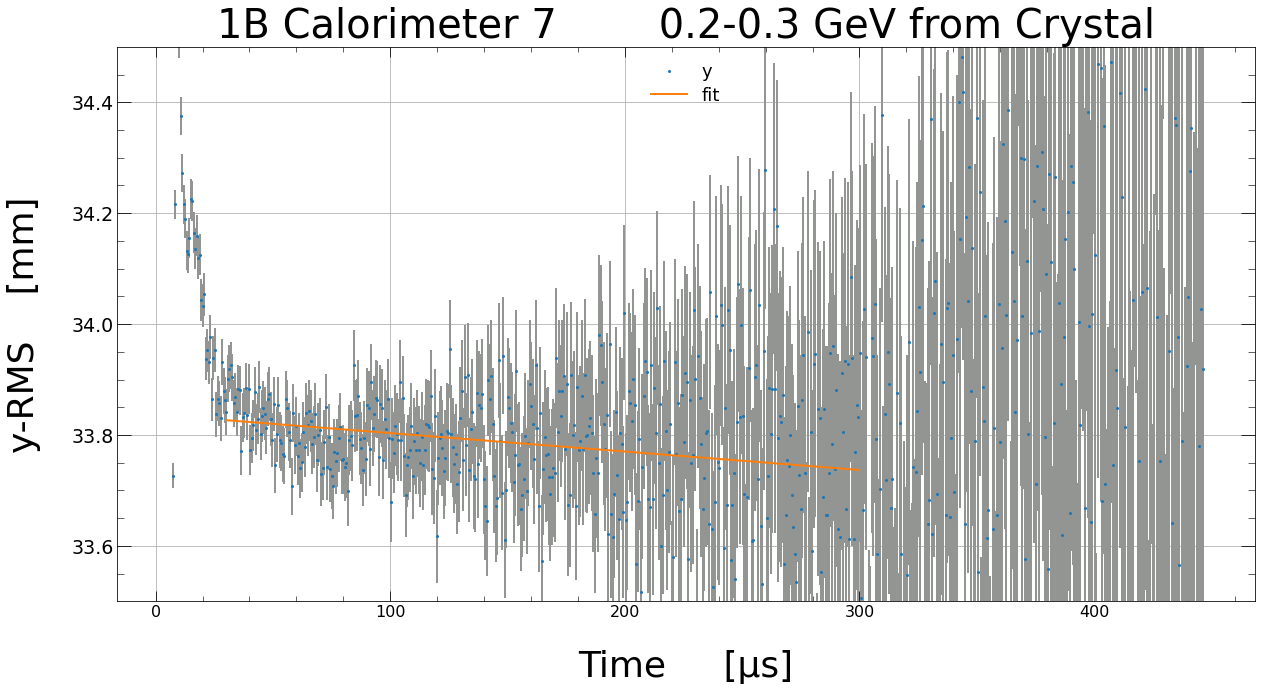 1B Calorimeter 7 0.2-0.3 GeV from Crystal
y
fit
34.4
34.2
34.0
33.8
33.6
y-RMS [mm]
0 100 200 300 400
Time [µs]